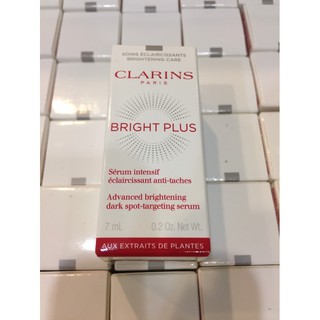 SOINS ÉCLAIRCISSANTS
BRIGHTENING CARE
CLARINS
PARIS
BRIGHT PLUS
Sérum intensif
éclaircissant anti-taches
Advanced brightening
dark spot-targeting serum
7 mL 0.2 Oz. Net Wt.
AUX EXTRAITS DE PLANTES